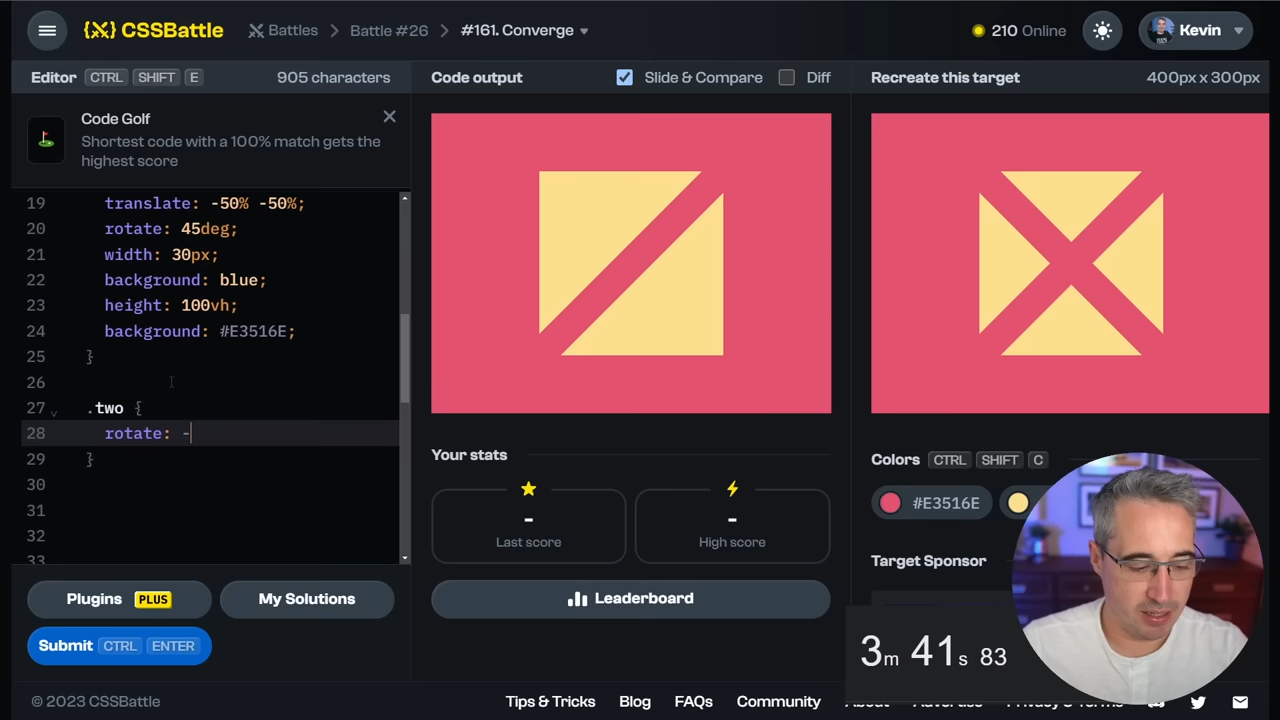 {X} CSSBattle
Battles
Battle #26
#161. Converge
210 Online
Kevin
Editor CTRL SHIFT E 905 characters
Code output
Slide & Compare
Diff
Recreate this target
400px x 300px
Code Golf
Shortest code with a 100% match gets the
highest score
19 translate: -50% -50%;
20 rotate: 45deg;
21 width: 30px;
22 background: blue;
23 height: 100vh;
24 background: #E3516E;
25 }
26
27 .two {
28 rotate: -
29 }
30
31
32
33
Your stats
-
Last score
-
High score
Leaderboard
Colors CTRL SHIFT C
#E3516E
Target Sponsor
Plugins PLUS
My Solutions
Submit CTRL ENTER
3m 41s 83
© 2023 CSSBattle
Tips & Tricks
Blog
FAQs
Community